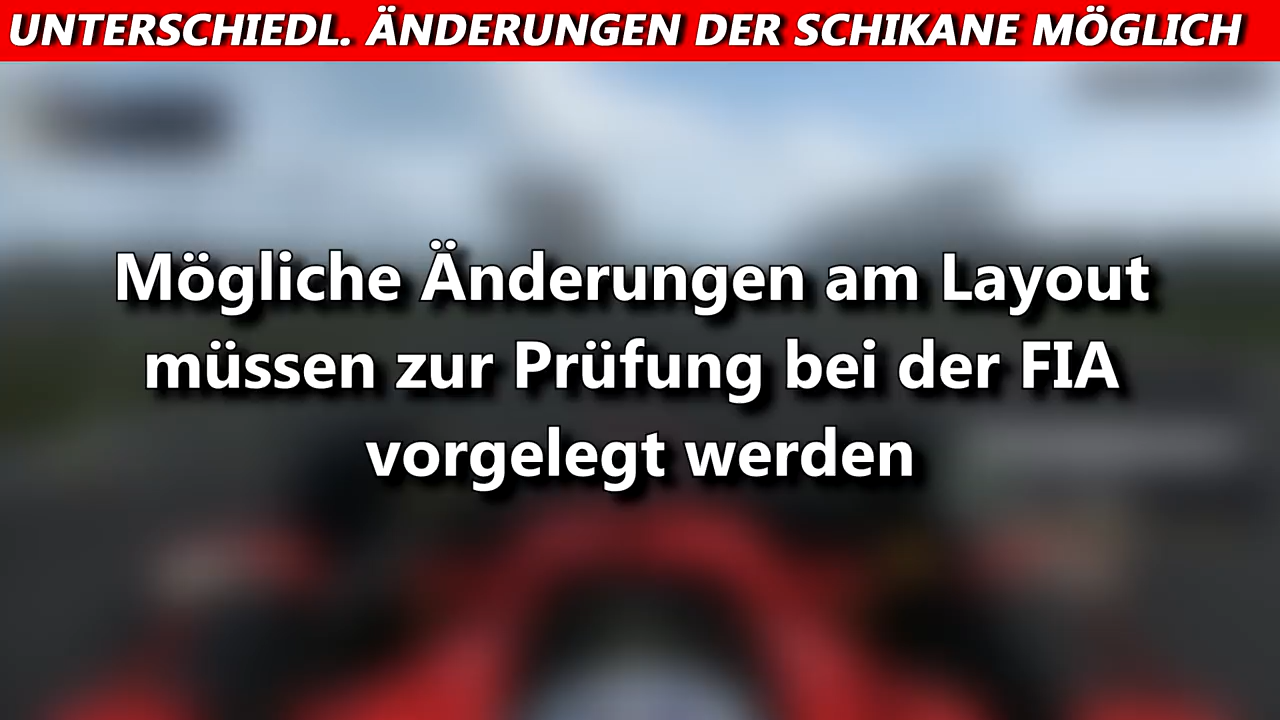 UNTERSCHIEDL. ÄNDERUNGEN DER SCHIKANE MÖGLICH
Mögliche Änderungen am Layout
müssen zur Prüfung bei der FIA
vorgelegt werden